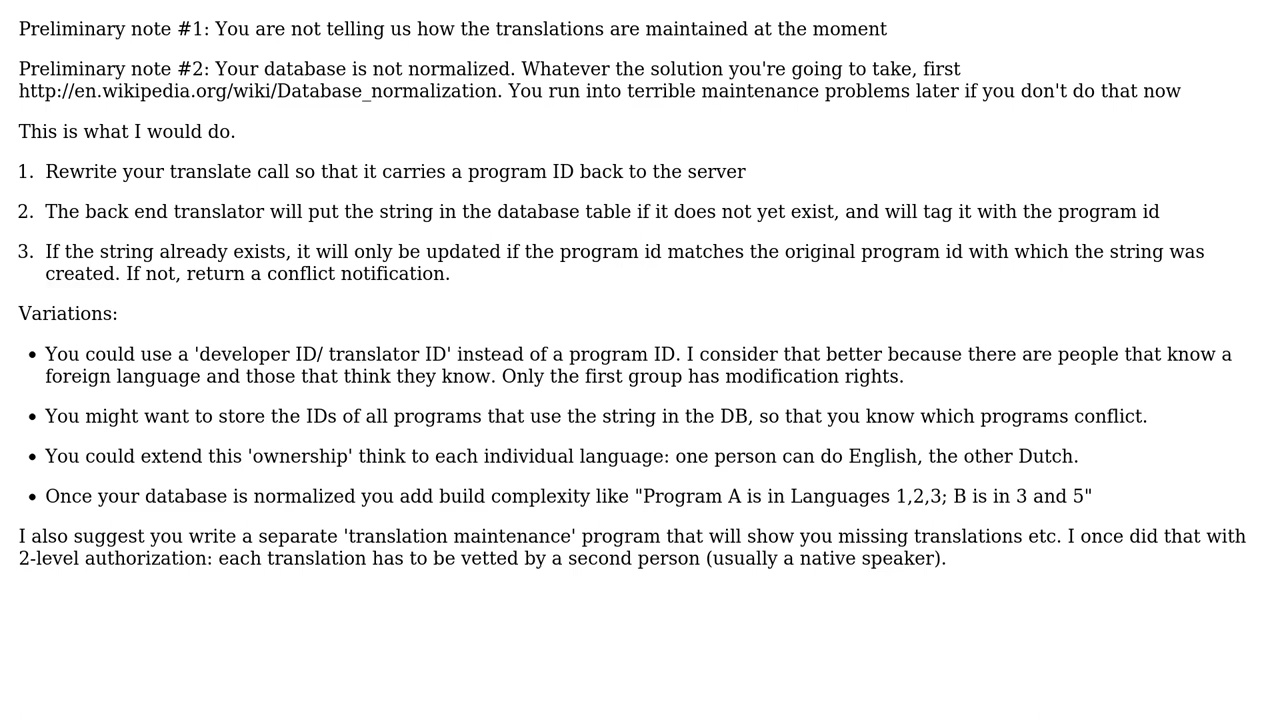 Preliminary note #1: You are not telling us how the translations are maintained at the moment
Preliminary note #2: Your database is not normalized. Whatever the solution you're going to take, first
http://en.wikipedia.org/wiki/Database_normalization. You run into terrible maintenance problems later if you don't do that now
This is what I would do.
1. Rewrite your translate call so that it carries a program ID back to the server
2. The back end translator will put the string in the database table if it does not yet exist, and will tag it with the program id
3. If the string already exists, it will only be updated if the program id matches the original program id with which the string was
created. If not, return a conflict notification.
Variations:
• You could use a 'developer ID/ translator ID' instead of a program ID. I consider that better because there are people that know a
foreign language and those that think they know. Only the first group has modification rights.
• You might want to store the IDs of all programs that use the string in the DB, so that you know which programs conflict.
• You could extend this 'ownership' think to each individual language: one person can do English, the other Dutch.
• Once your database is normalized you add build complexity like "Program A is in Languages 1,2,3; B is in 3 and 5"
I also suggest you write a separate 'translation maintenance' program that will show you missing translations etc. I once did that with
2-level authorization: each translation has to be vetted by a second person (usually a native speaker).